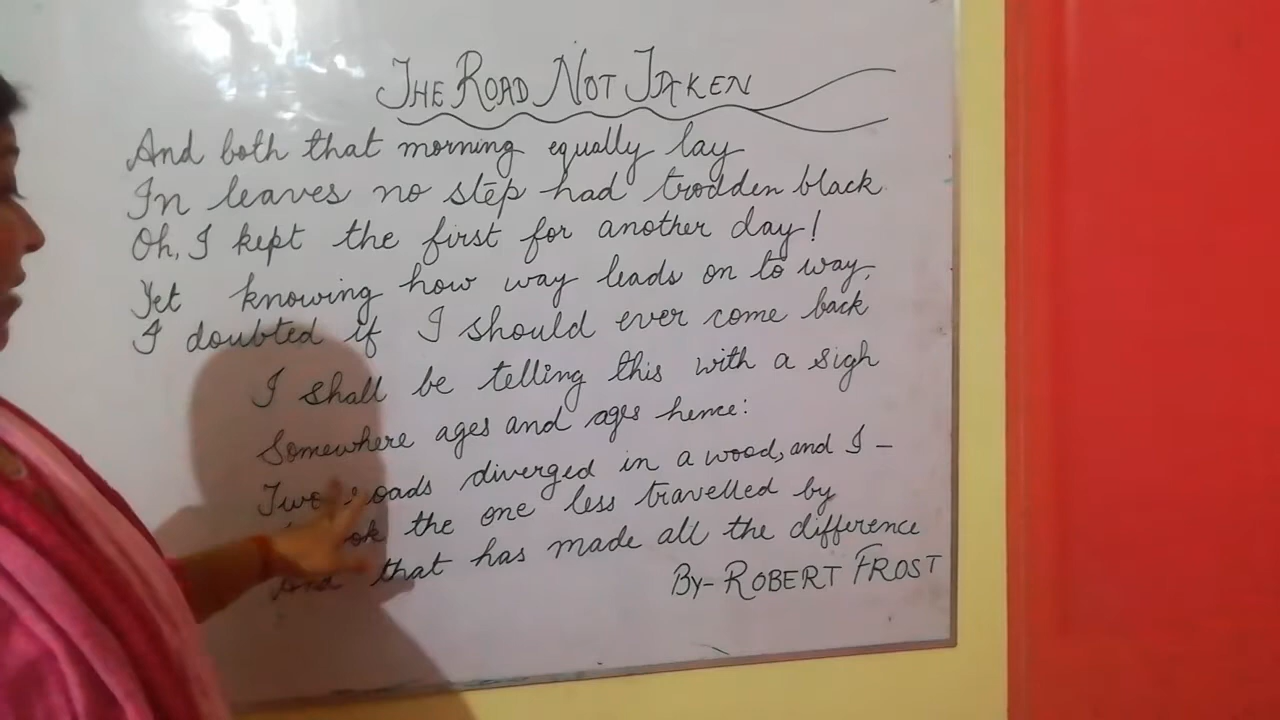 THE ROAD NOT TAKEN
And both that morning equally lay
In leaves no step had trodden black
Oh, I kept the first for another day!
Yet knowing how way leads on to way,
I doubted if I should ever come back
I shall be telling this with a sigh
Somewhere ages and ages hence:
Two roads diverged in a wood, and I -
the one less travelled by
And that has made all the difference
By- ROBERT FROST